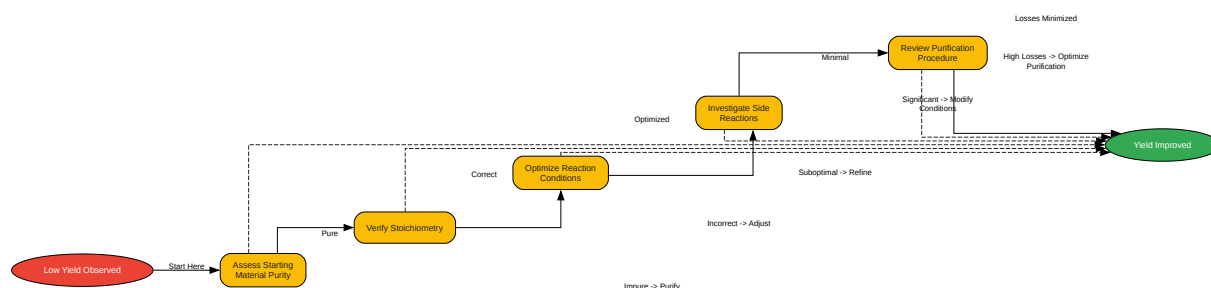 Losses Minimized
Review Purification
Procedure
Minimal
High Losses -> Optimize
Purification
Significant -> Modify
Conditions
Investigate Side
Reactions
Optimized
Yield Improved
Optimize Reaction
Conditions
Correct
Suboptimal -> Refine
Verify Stoichiometry
Incorrect -> Adjust
Pure
Low Yield Observed
Start Here
Assess Starting
Material Purity
Impure -> Purify